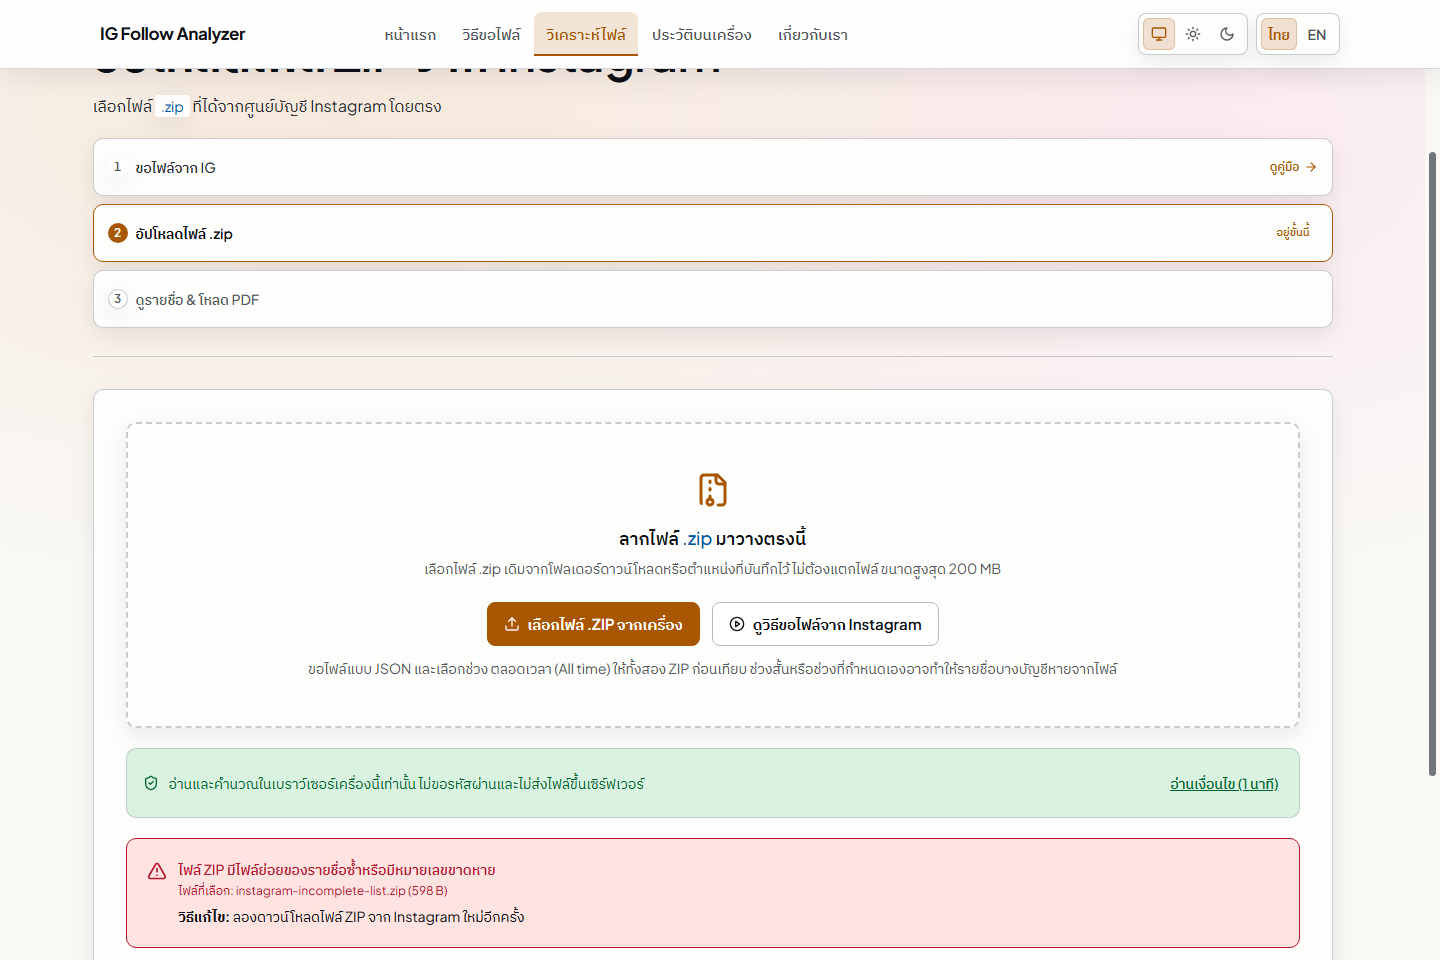 IG Follow Analyzer
หน้าแรก
วิธีขอไฟล์
วิเคราะห์ไฟล์
ประวัติบนเครื่อง
เกี่ยวกับเรา
ไทย
EN
เลือกไฟล์ .zip ที่ได้จากศูนย์บัญชี Instagram โดยตรง
1 ขอไฟล์จาก IG
ดูคู่มือ →
2 อัปโหลดไฟล์ .zip
อยู่ขั้นนี้
3 ดูรายชื่อ & โหลด PDF
ลากไฟล์ .zip มาวางตรงนี้
เลือกไฟล์ .zip เดิมจากโฟลเดอร์ดาวน์โหลดหรือตำแหน่งที่บันทึกไว้ ไม่ต้องแตกไฟล์ ขนาดสูงสุด 200 MB
เลือกไฟล์ .ZIP จากเครื่อง
ดูวิธีขอไฟล์จาก Instagram
ขอไฟล์แบบ JSON และเลือกช่วง ตลอดเวลา (All time) ให้ทั้งสอง ZIP ก่อนเทียบ ช่วงสั้นหรือช่วงที่กำหนดเองอาจทำให้รายชื่อบางบัญชีหายจากไฟล์
อ่านและคำนวณในเบราว์เซอร์เครื่องนี้เท่านั้น ไม่ขอรหัสผ่านและไม่ส่งไฟล์ขึ้นเซิร์ฟเวอร์
อ่านเงื่อนไข (1 นาที)
ไฟล์ ZIP มีไฟล์ย่อยของรายชื่อซ้ำหรือมีหมายเลขขาดหาย
ไฟล์ที่เลือก: instagram-incomplete-list.zip (598 B)
วิธีแก้ไข: ลองดาวน์โหลดไฟล์ ZIP จาก Instagram ใหม่อีกครั้ง